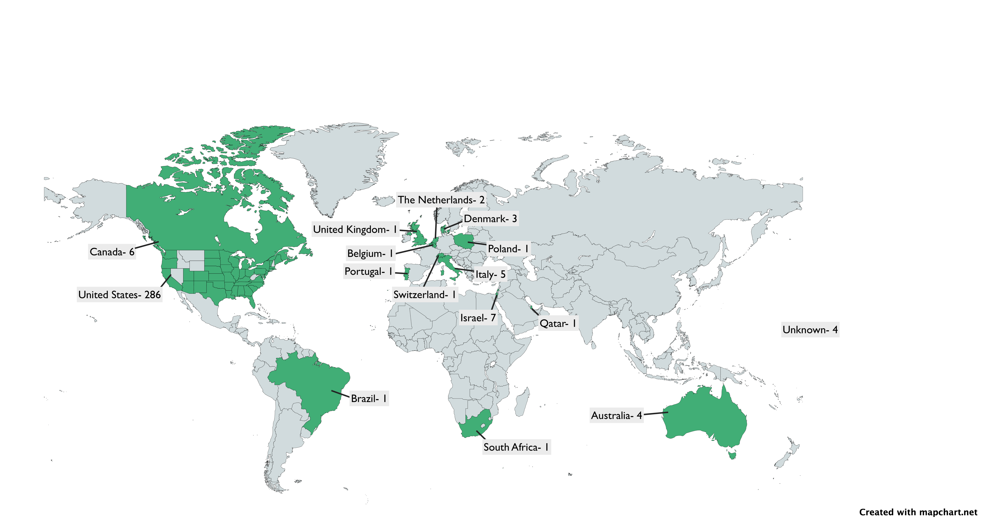 The Netherlands- 2
Denmark- 3
United Kingdom- 1
Canada- 6
Belgium- 1
Poland- 1
Portugal- 1
Italy- 5
United States- 286
Switzerland- 1
Israel- 7
Qatar- 1
Unknown- 4
Brazil- 1
Australia- 4
South Africa- 1
Created with mapchart.net